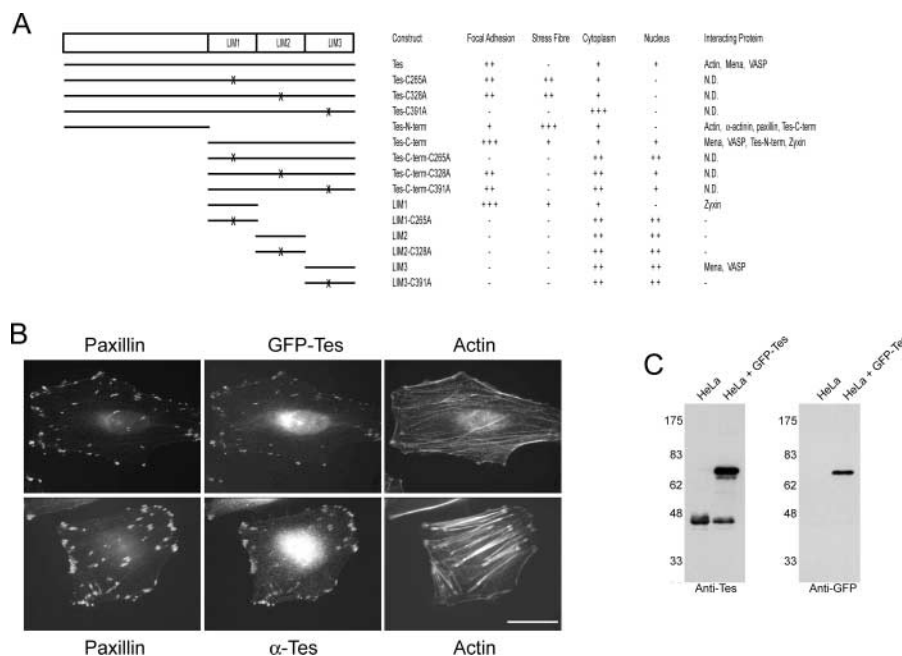 A
LIM1 LIM2 LIM3
Construct Focal Adhesion Stress Fibre Cytoplasm Nucleus Interacting Protein
Tes ++ - + + Actin, Mena, VASP
x Tes-C265A ++ ++ + - N.D.
x Tes-C328A ++ ++ + - N.D.
x Tes-C391A - - +++ - N.D.
Tes-N-term + +++ + - Actin, α-actinin, paxillin, Tes-C-term
Tes-C-term +++ + + + Mena, VASP, Tes-N-term, Zyxin
x Tes-C-term-C265A - - ++ ++ N.D.
x Tes-C-term-C328A ++ - ++ + N.D.
x Tes-C-term-C391A ++ - ++ + N.D.
LIM1 +++ + + - Zyxin
x LIM1-C265A - - ++ ++ -
LIM2 - - ++ ++
x LIM2-C328A - - ++ ++ -
LIM3 - - ++ ++ Mena, VASP
x LIM3-C391A - - ++ ++ -
B
Paxillin GFP-Tes Actin
Paxillin α-Tes Actin
C
HeLa HeLa + GFP-Tes
175
83
62
48
33
Anti-Tes
HeLa HeLa + GFP-Tes
175
83
62
48
33
Anti-GFP